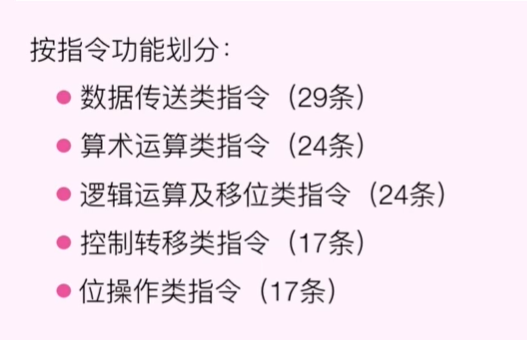 按指令功能划分：
数据传送类指令（29条）
算术运算类指令（24条）
逻辑运算及移位类指令（24条）
控制转移类指令（17条）
位操作类指令（17条）